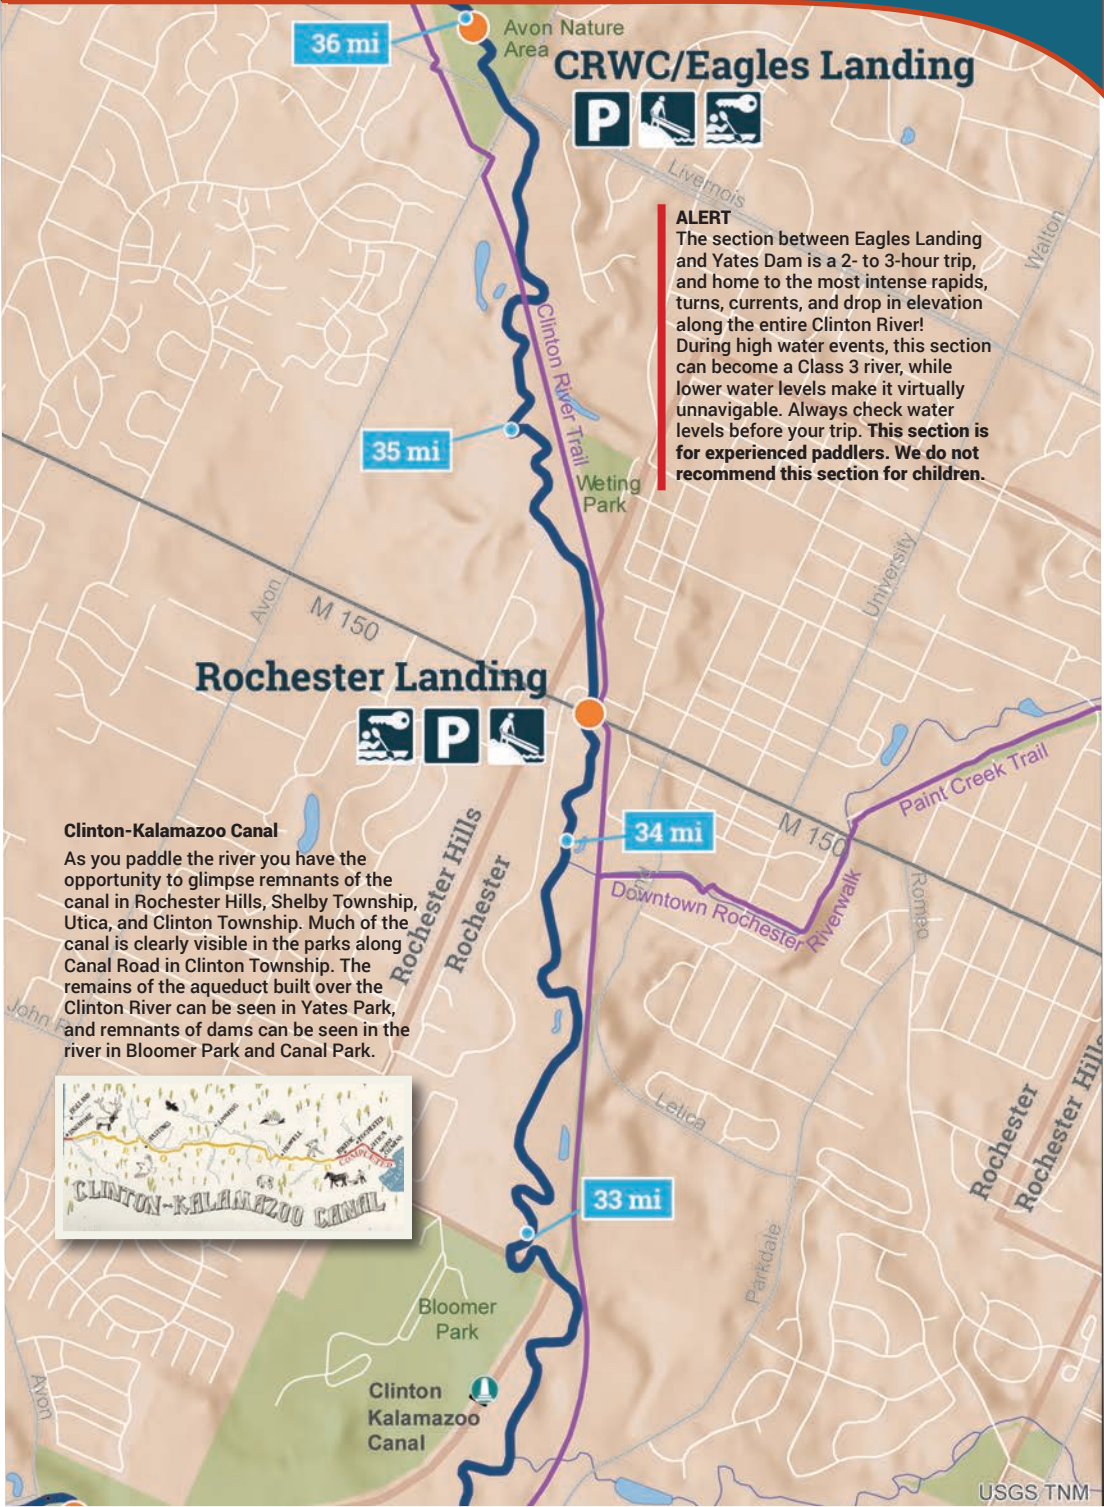 36 mi
Avon Nature
Area
CRWC/Eagles Landing
P
Livernois
Walton
ALERT
The section between Eagles Landing
and Yates Dam is a 2- to 3-hour trip,
and home to the most intense rapids,
turns, currents, and drop in elevation
along the entire Clinton River!
During high water events, this section
can become a Class 3 river, while
lower water levels make it virtually
unnavigable. Always check water
levels before your trip. This section is
for experienced paddlers. We do not
recommend this section for children.
Clinton River Trail
35 mi
Weting
Park
University
Avon
M 150
Rochester Landing
P
Paint Creek Trail
34 mi
M 150
Downtown Rochester Riverwalk
Romeo
Rochester Hills
Rochester
Clinton-Kalamazoo Canal
As you paddle the river you have the
opportunity to glimpse remnants of the
canal in Rochester Hills, Shelby Township,
Utica, and Clinton Township. Much of the
canal is clearly visible in the parks along
Canal Road in Clinton Township. The
remains of the aqueduct built over the
Clinton River can be seen in Yates Park,
and remnants of dams can be seen in the
river in Bloomer Park and Canal Park.
John R
Letica
Rochester
Rochester Hills
PROPOSED
COMPLETED
CLINTON-KALAMAZOO CANAL
33 mi
Parkdale
Bloomer
Park
Clinton
Kalamazoo
Canal
Avon
USGS TNM